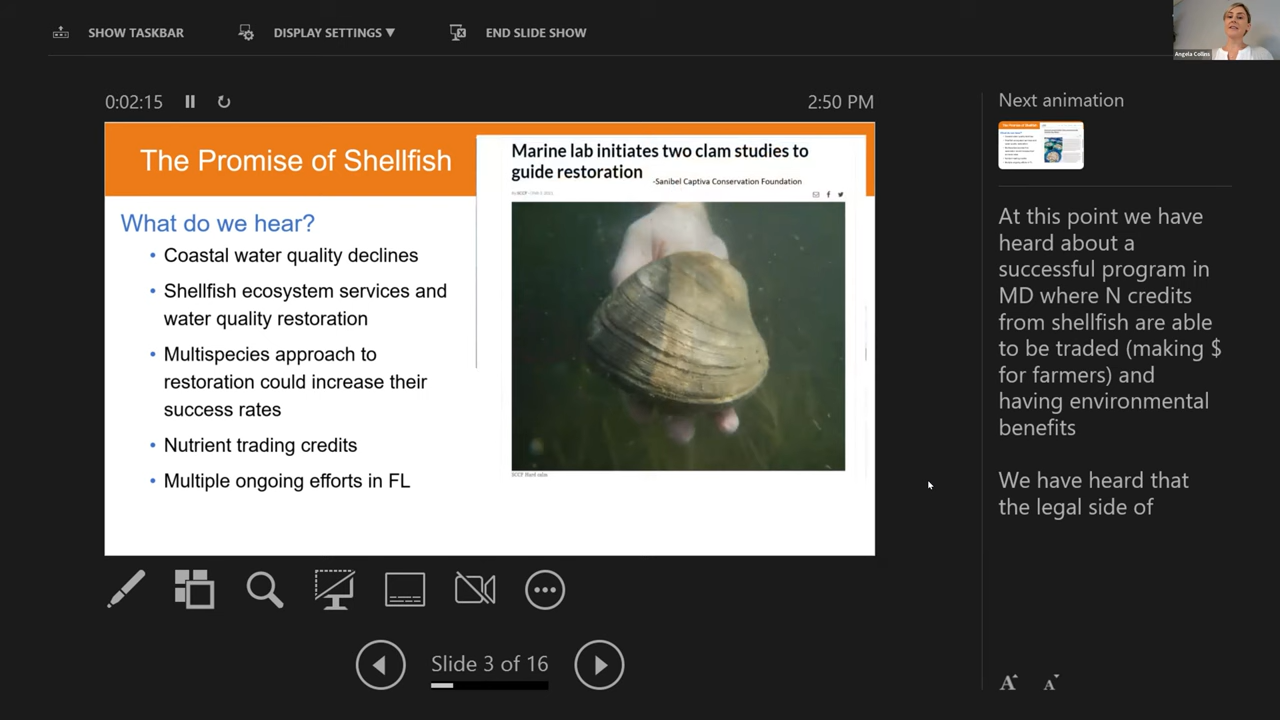 SHOW TASKBAR
DISPLAY SETTINGS ▼
END SLIDE SHOW
Angela Collins
0:02:15
2:50 PM
The Promise of Shellfish
What do we hear?
• Coastal water quality declines
• Shellfish ecosystem services and
water quality restoration
• Multispecies approach to
restoration could increase their
success rates
• Nutrient trading credits
• Multiple ongoing efforts in FL
Marine lab initiates two clam studies to
guide restoration
-Sanibel Captiva Conservation Foundation
Slide 3 of 16
Next animation
At this point we have
heard about a
successful program in
MD where N credits
from shellfish are able
to be traded (making $
for farmers) and
having environmental
benefits
We have heard that
the legal side of
A A